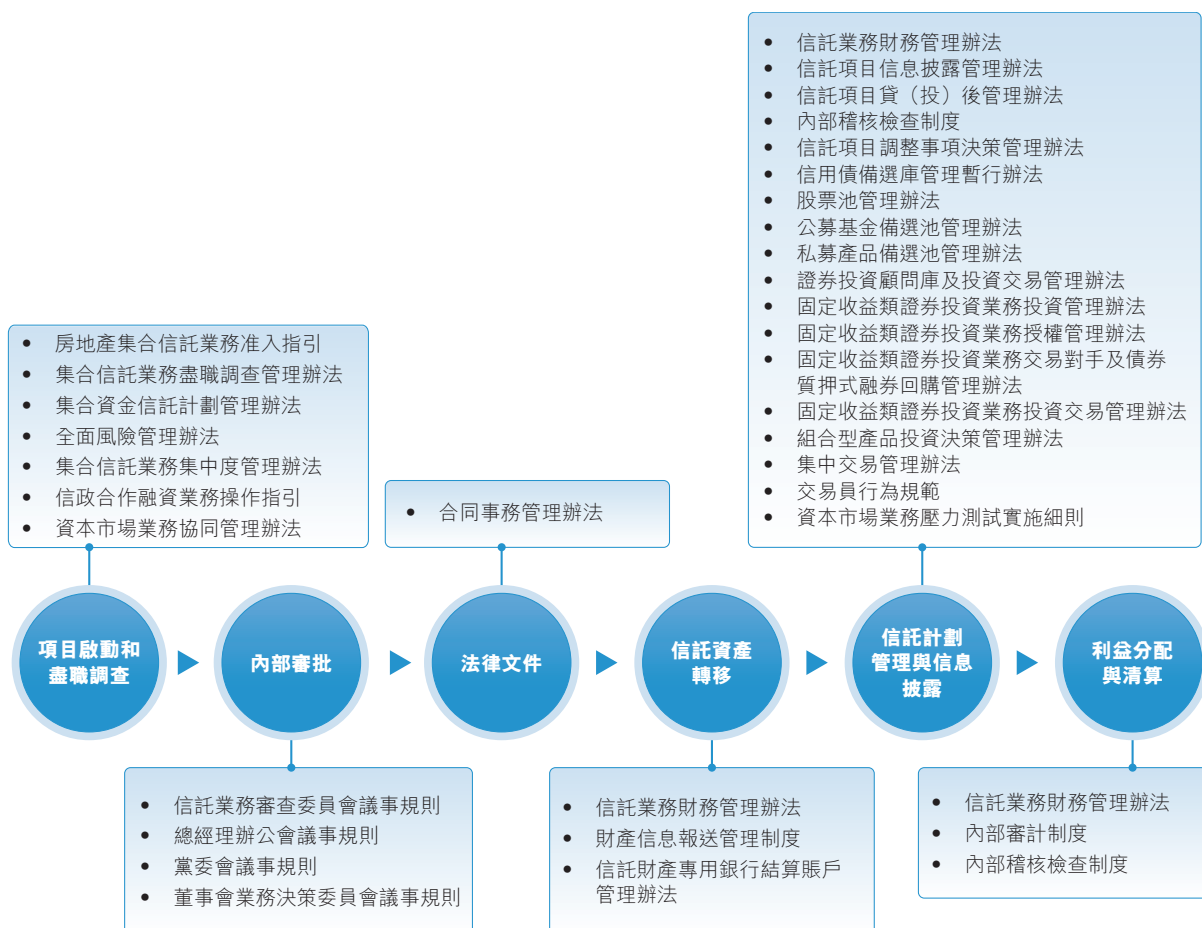 • 信託業務財務管理辦法
• 信託項目信息披露管理辦法
• 信託項目貸（投）後管理辦法
• 內部稽核檢查制度
• 信託項目調整事項決策管理辦法
• 信用債備選庫管理暫行辦法
• 股票池管理辦法
• 公募基金備選池管理辦法
• 私募產品備選池管理辦法
• 證券投資顧問庫及投資交易管理辦法
• 固定收益類證券投資業務投資管理辦法
• 固定收益類證券投資業務授權管理辦法
• 固定收益類證券投資業務交易對手及債券
質押式融券回購管理辦法
• 固定收益類證券投資業務投資交易管理辦法
• 組合型產品投資決策管理辦法
• 集中交易管理辦法
• 交易員行為規範
• 資本市場業務壓力測試實施細則
• 房地產集合信託業務准入指引
• 集合信託業務盡職調查管理辦法
• 集合資金信託計劃管理辦法
• 全面風險管理辦法
• 集合信託業務集中度管理辦法
• 信政合作融資業務操作指引
• 資本市場業務協同管理辦法
• 合同事務管理辦法
項目啟動和
盡職調查
內部審批
法律文件
信託資產
轉移
信託計劃
管理與信息
披露
利益分配
與清算
• 信託業務審查委員會議事規則
• 總經理辦公會議事規則
• 黨委會議事規則
• 董事會業務決策委員會議事規則
• 信託業務財務管理辦法
• 財產信息報送管理制度
• 信託財產專用銀行結算賬戶
管理辦法
• 信託業務財務管理辦法
• 內部審計制度
• 內部稽核檢查制度